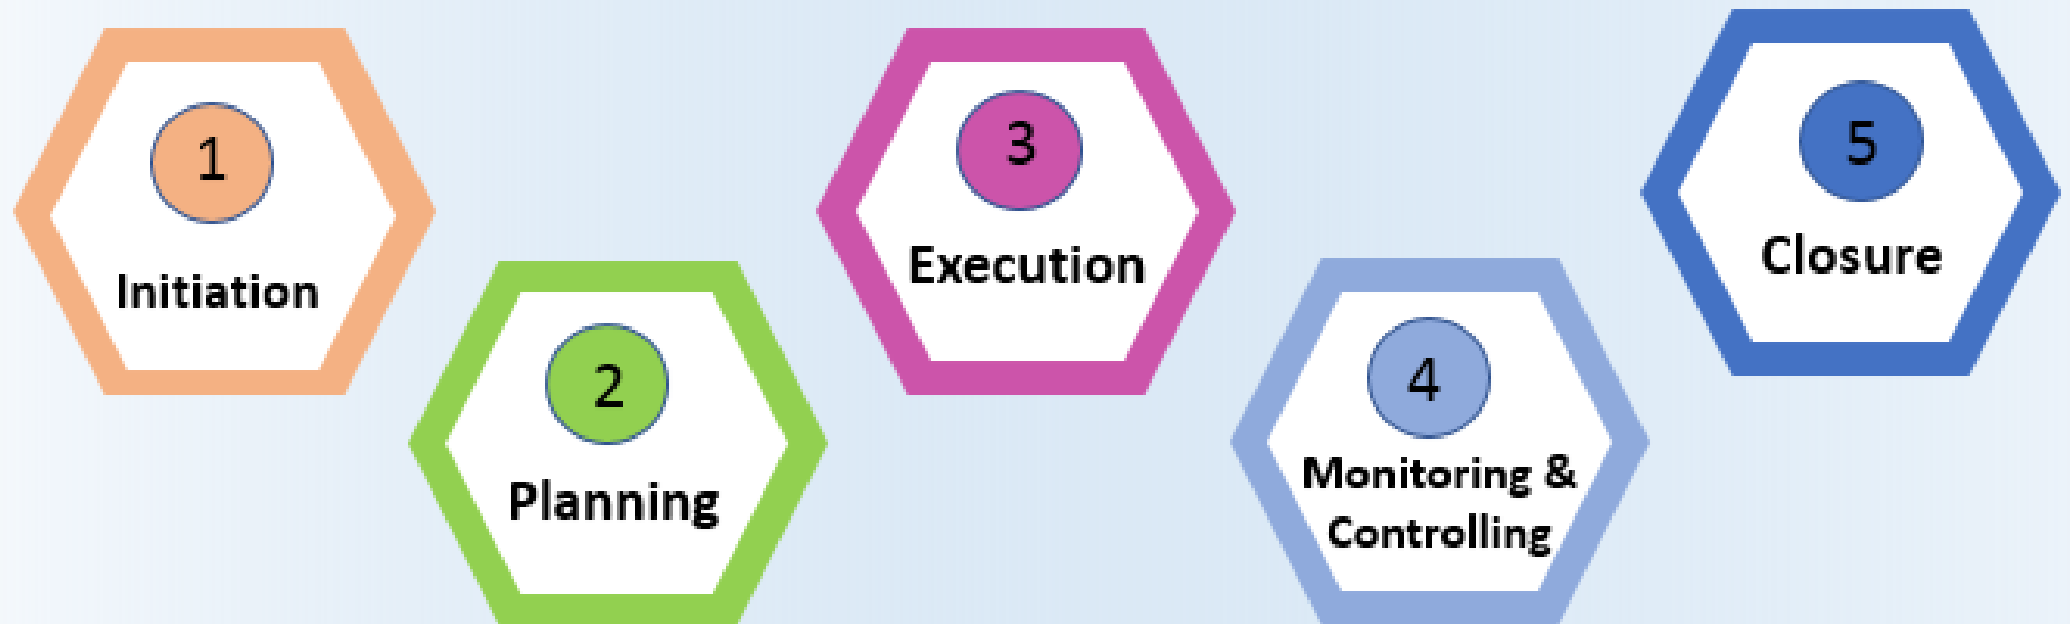 1
Initiation
2
Planning
3
Execution
4
Monitoring &
Controlling
5
Closure